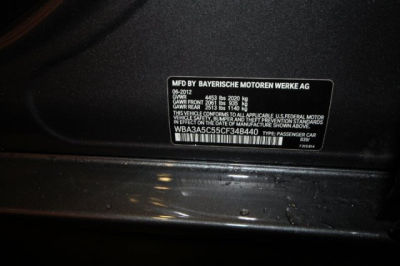 MFD BY BAYERISCHE MOTOREN WERKE AG
06-2012
GVWR 4453 lbs 2020 kg
GAWR FRONT 2061 lbs 935 kg
GAWR REAR 2513 lbs 1140 kg
THIS VEHICLE CONFORMS TO ALL APPLICABLE U.S.FEDERAL MOTOR
VEHICLE SAFETY, BUMPER, AND THEFT PREVENTION STANDARDS IN
EFFECT ON THE DATE OF MANUFACTURE SHOWN ABOVE.
WBA3A5C55CF348440 TYPE: PASSENGER CAR